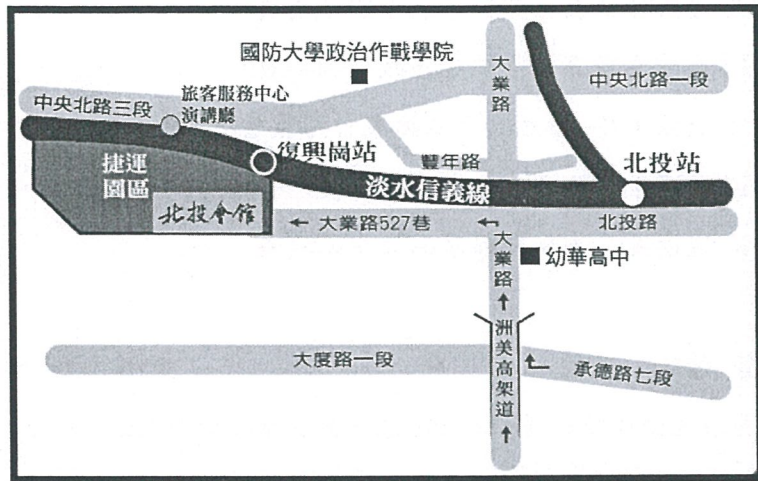 國防大學政治作戰學院
大業路
中央北路一段
旅客服務中心
演講廳
中央北路三段
復興崗站
豐年路
北投站
捷運
園區
淡水信義線
北投會館
大業路527巷
北投路
大業路
幼華高中
洲美高架道
大度路一段
承德路七段